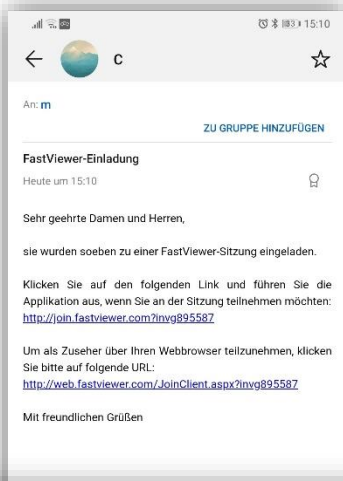 15:10
C
An: m
ZU GRUPPE HINZUFÜGEN
FastViewer-Einladung
Heute um 15:10
Sehr geehrte Damen und Herren,
sie wurden soeben zu einer FastViewer-Sitzung eingeladen.
Klicken Sie auf den folgenden Link und führen Sie die
Applikation aus, wenn Sie an der Sitzung teilnehmen möchten:
http://join.fastviewer.com?invg895587
Um als Zuseher über Ihren Webbrowser teilzunehmen, klicken
Sie bitte auf folgende URL:
http://web.fastviewer.com/JoinClient.aspx?invg895587
Mit freundlichen Grüßen